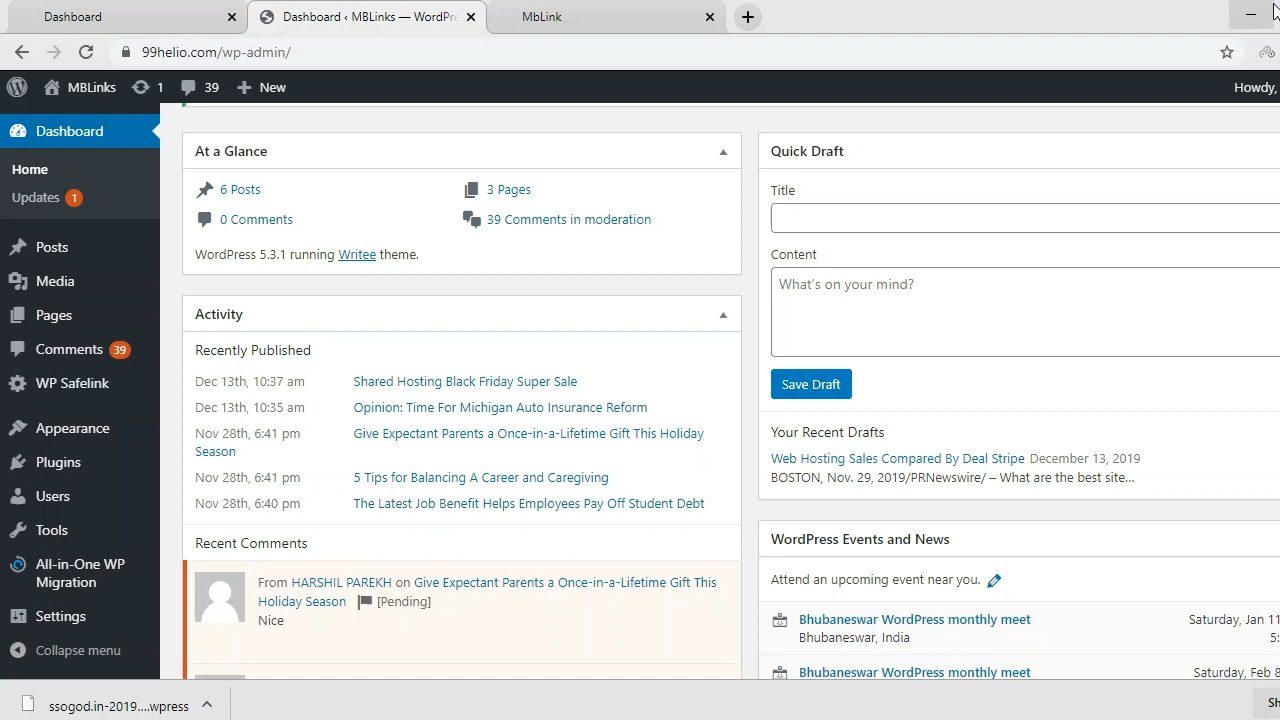 Dashboard
Dashboard ‹ MBLinks — WordPre
MbLink
99helio.com/wp-admin/
MBLinks
1
39
New
Howdy,
Dashboard
Home
Updates 1
Posts
Media
Pages
Comments 39
WP Safelink
Appearance
Plugins
Users
Tools
All-in-One WP
Migration
Settings
Collapse menu
At a Glance
6 Posts
3 Pages
0 Comments
39 Comments in moderation
WordPress 5.3.1 running Writee theme.
Activity
Recently Published
Dec 13th, 10:37 am Shared Hosting Black Friday Super Sale
Dec 13th, 10:35 am Opinion: Time For Michigan Auto Insurance Reform
Nov 28th, 6:41 pm Give Expectant Parents a Once-in-a-Lifetime Gift This Holiday
Season
Nov 28th, 6:41 pm 5 Tips for Balancing A Career and Caregiving
Nov 28th, 6:40 pm The Latest Job Benefit Helps Employees Pay Off Student Debt
Recent Comments
From HARSHIL PAREKH on Give Expectant Parents a Once-in-a-Lifetime Gift This
Holiday Season [Pending]
Nice
Quick Draft
Title
Content
What's on your mind?
Save Draft
Your Recent Drafts
Web Hosting Sales Compared By Deal Stripe December 13, 2019
BOSTON, Nov. 29, 2019/PRNewswire/ – What are the best site…
WordPress Events and News
Attend an upcoming event near you.
Bhubaneswar WordPress monthly meet
Saturday, Jan 11
Bhubaneswar, India
5:
Bhubaneswar WordPress monthly meet
Saturday, Feb 8
ssogod.in-2019....wpress
Sh